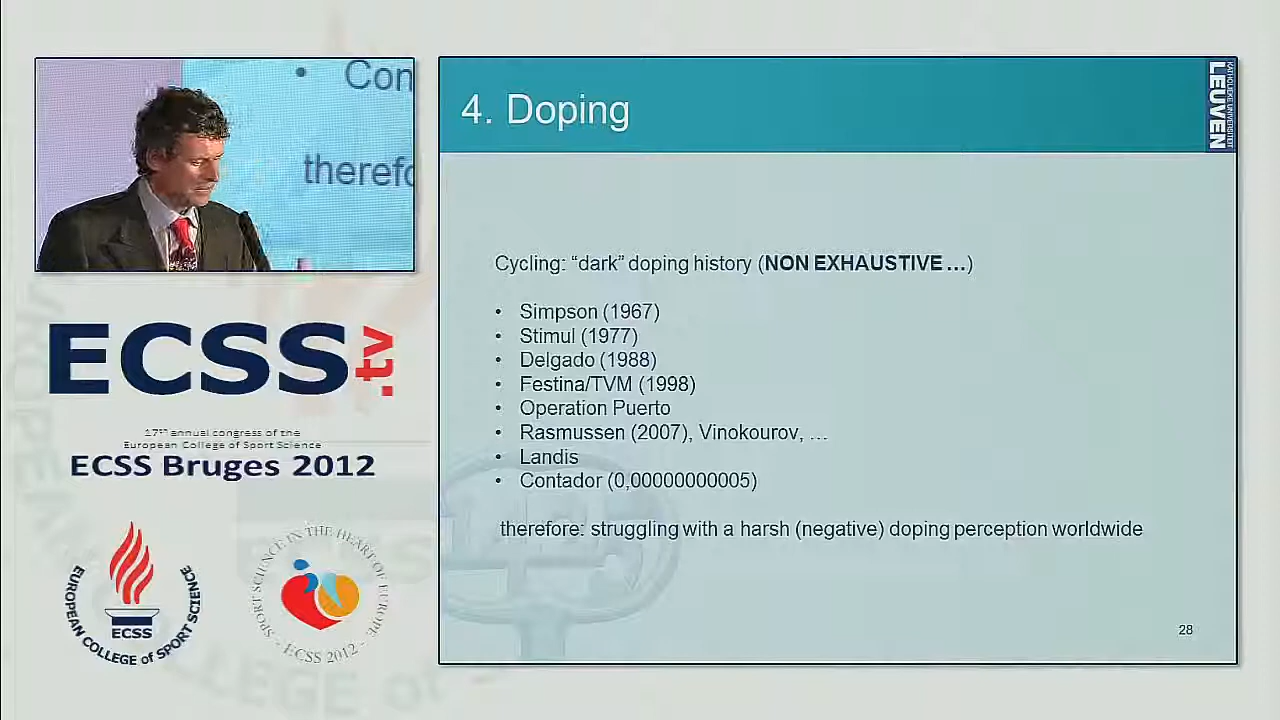 • Con
therefo
ECSS
.tv
17th annual congress of the
European College of Sport Science
ECSS Bruges 2012
EUROPEAN COLLEGE of SPORT SCIENCE
ECSS
SPORT SCIENCE IN THE HEART OF EUROPE
- ECSS 2012 -
4. Doping
KATHOLIEKE UNIVERSITEIT
LEUVEN
Cycling: “dark” doping history (NON EXHAUSTIVE …)
• Simpson (1967)
• Stimul (1977)
• Delgado (1988)
• Festina/TVM (1998)
• Operation Puerto
• Rasmussen (2007), Vinokourov, …
• Landis
• Contador (0,00000000005)
therefore: struggling with a harsh (negative) doping perception worldwide
28